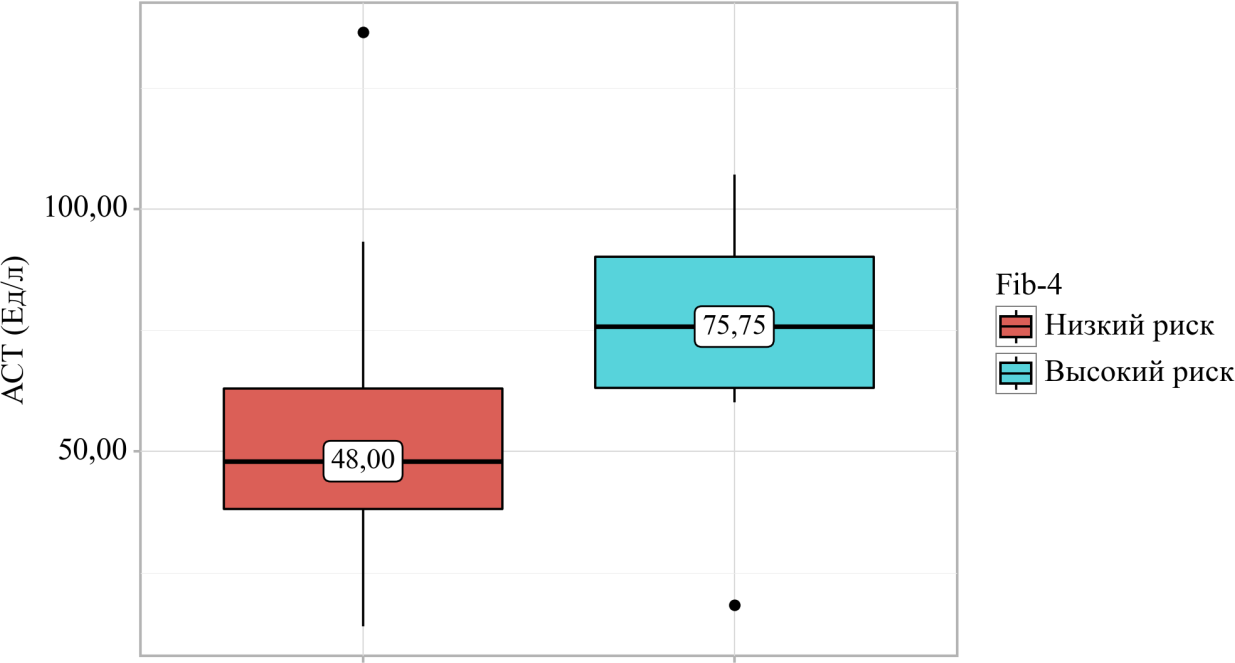 АСТ (Ед/л)
100,00
50,00
48,00
75,75
Fib-4
Низкий риск
Высокий риск